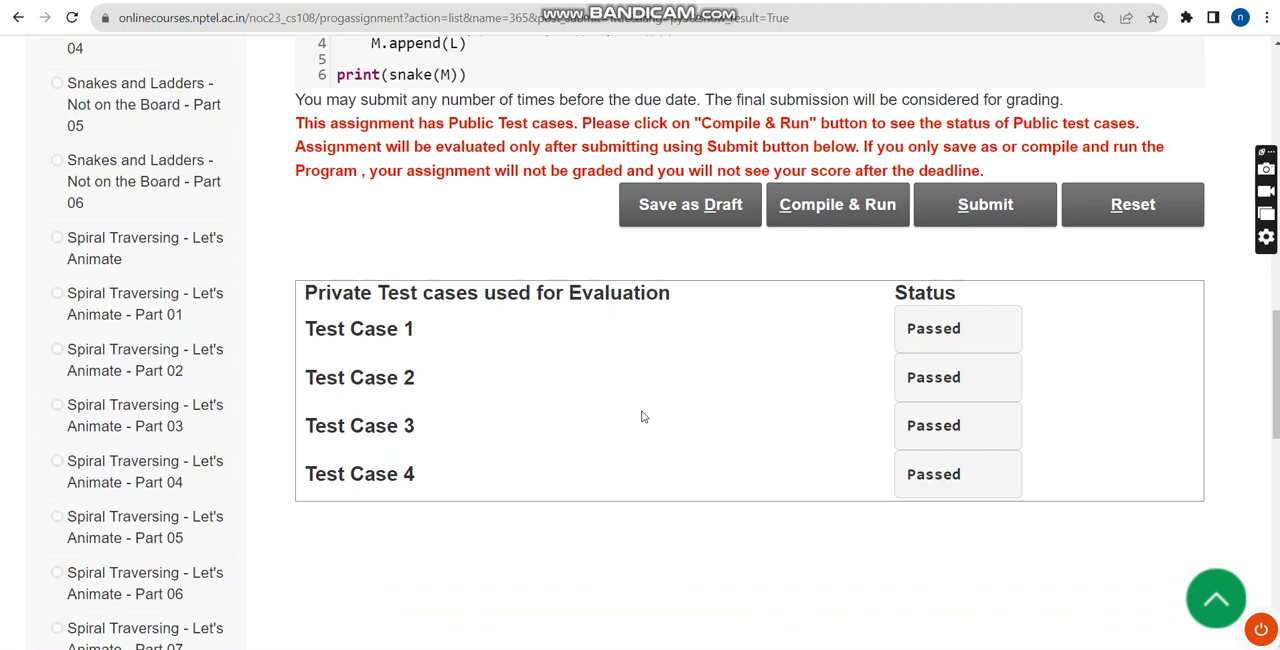 onlinecourses.nptel.ac.in/noc23_cs108/progassignment?action=list&name=365&
www.BANDICAM.com
04
Snakes and Ladders -
Not on the Board - Part
05
Snakes and Ladders -
Not on the Board - Part
06
Spiral Traversing - Let's
Animate
Spiral Traversing - Let's
Animate - Part 01
Spiral Traversing - Let's
Animate - Part 02
Spiral Traversing - Let's
Animate - Part 03
Spiral Traversing - Let's
Animate - Part 04
Spiral Traversing - Let's
Animate - Part 05
Spiral Traversing - Let's
Animate - Part 06
Spiral Traversing - Let's
4 M.append(L)
5
6 print(snake(M))
You may submit any number of times before the due date. The final submission will be considered for grading.
This assignment has Public Test cases. Please click on "Compile & Run" button to see the status of Public test cases.
Assignment will be evaluated only after submitting using Submit button below. If you only save as or compile and run the
Program , your assignment will not be graded and you will not see your score after the deadline.
Save as Draft Compile & Run Submit Reset
Private Test cases used for Evaluation Status
Test Case 1 Passed
Test Case 2 Passed
Test Case 3 Passed
Test Case 4 Passed
n